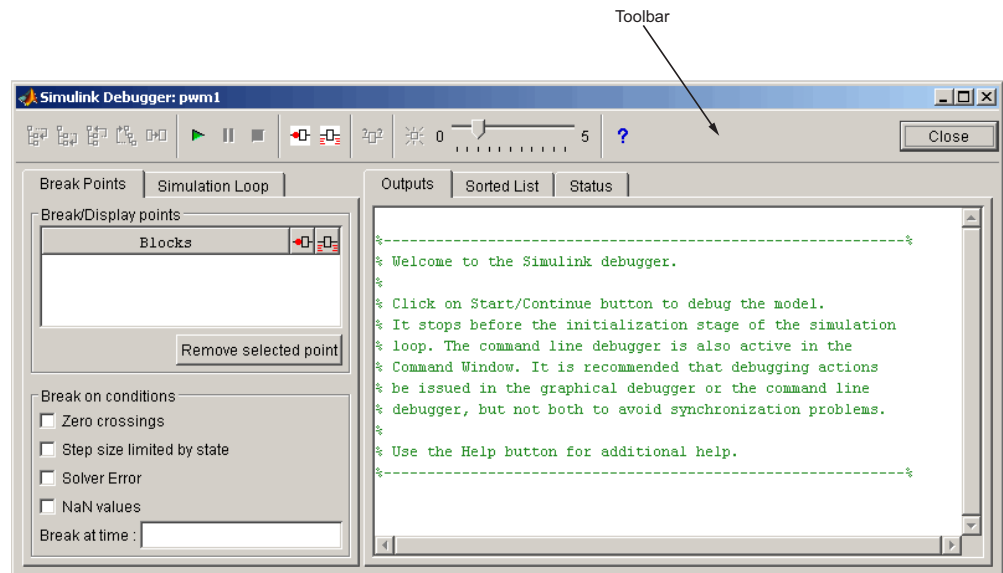 Toolbar
Simulink Debugger: pwm1
0 5 ? Close
Break Points Simulation Loop
Break/Display points
Blocks
Remove selected point
Break on conditions
Zero crossings
Step size limited by state
Solver Error
NaN values
Break at time :
Outputs Sorted List Status
%----------------------------------------------------------------%
% Welcome to the Simulink debugger.
%
% Click on Start/Continue button to debug the model.
% It stops before the initialization stage of the simulation
% loop. The command line debugger is also active in the
% Command Window. It is recommended that debugging actions
% be issued in the graphical debugger or the command line
% debugger, but not both to avoid synchronization problems.
%
% Use the Help button for additional help.
%----------------------------------------------------------------%